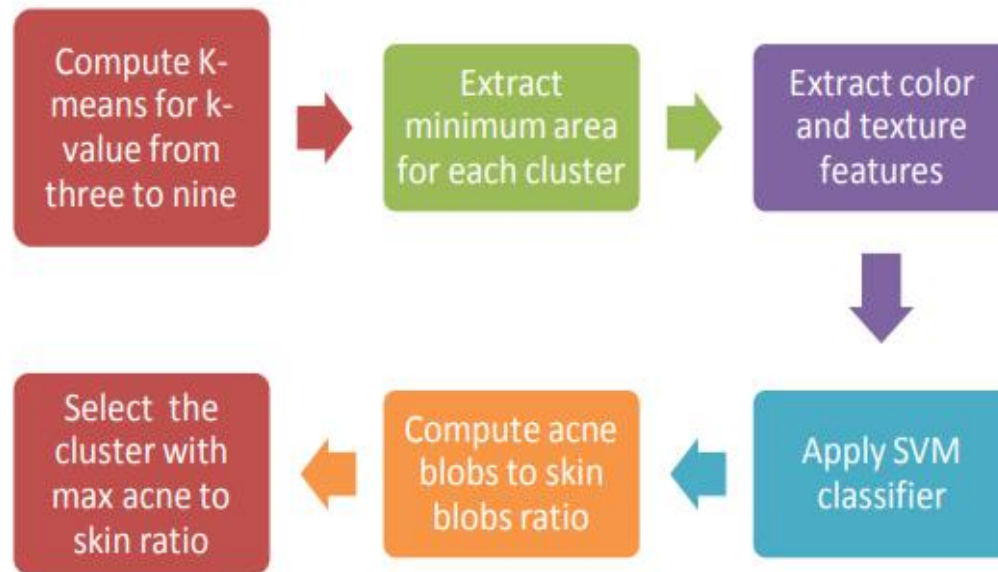 Compute K-
means for k-
value from
three to nine
Extract
minimum area
for each cluster
Extract color
and texture
features
Apply SVM
classifier
Compute acne
blobs to skin
blobs ratio
Select the
cluster with
max acne to
skin ratio